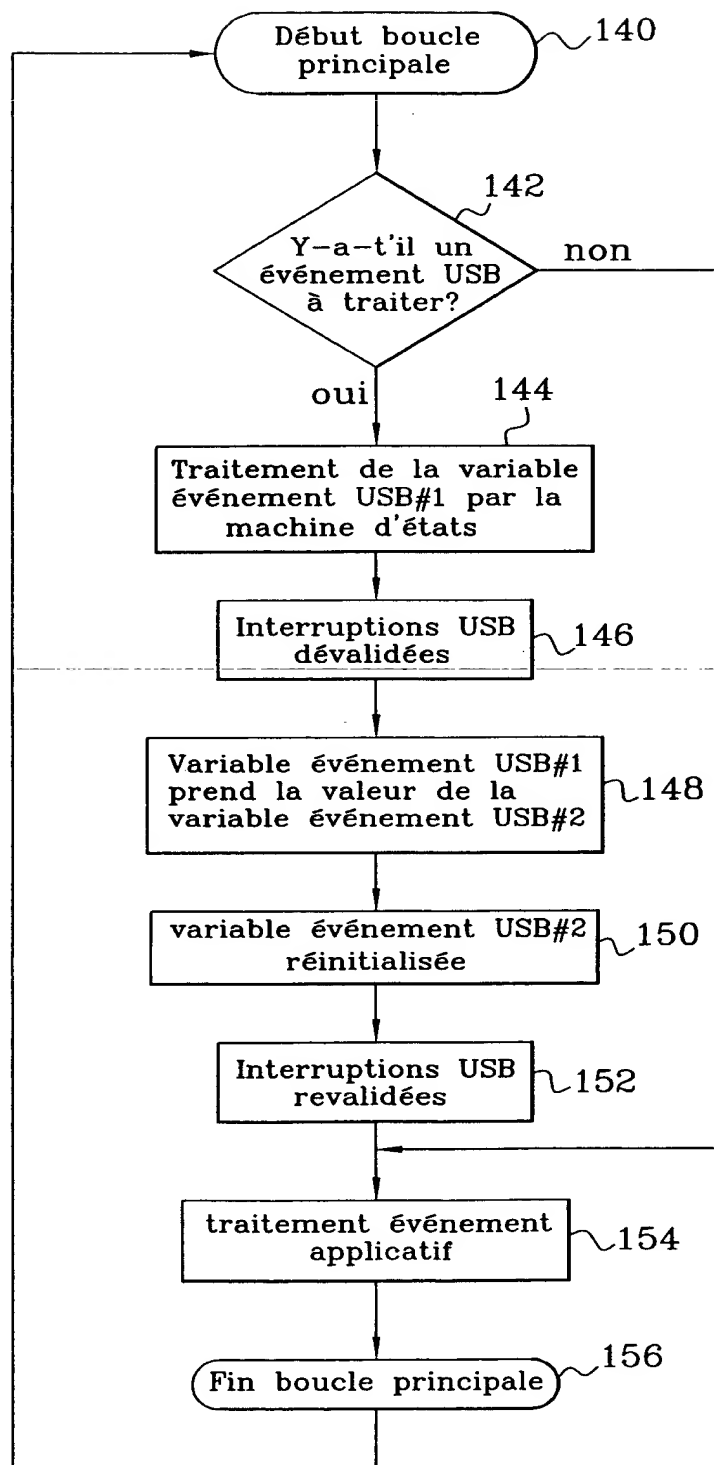 Début boucle
principale
140
142
Y-a-t'il un
événement USB
à traiter?
non
oui
144
Traitement de la variable
événement USB#1 par la
machine d'états
Interruptions USB
dévalidées
146
Variable événement USB#1
prend la valeur de la
variable événement USB#2
148
variable événement USB#2
réinitialisée
150
Interruptions USB
revalidées
152
traitement événement
applicatif
154
156
Fin boucle principale